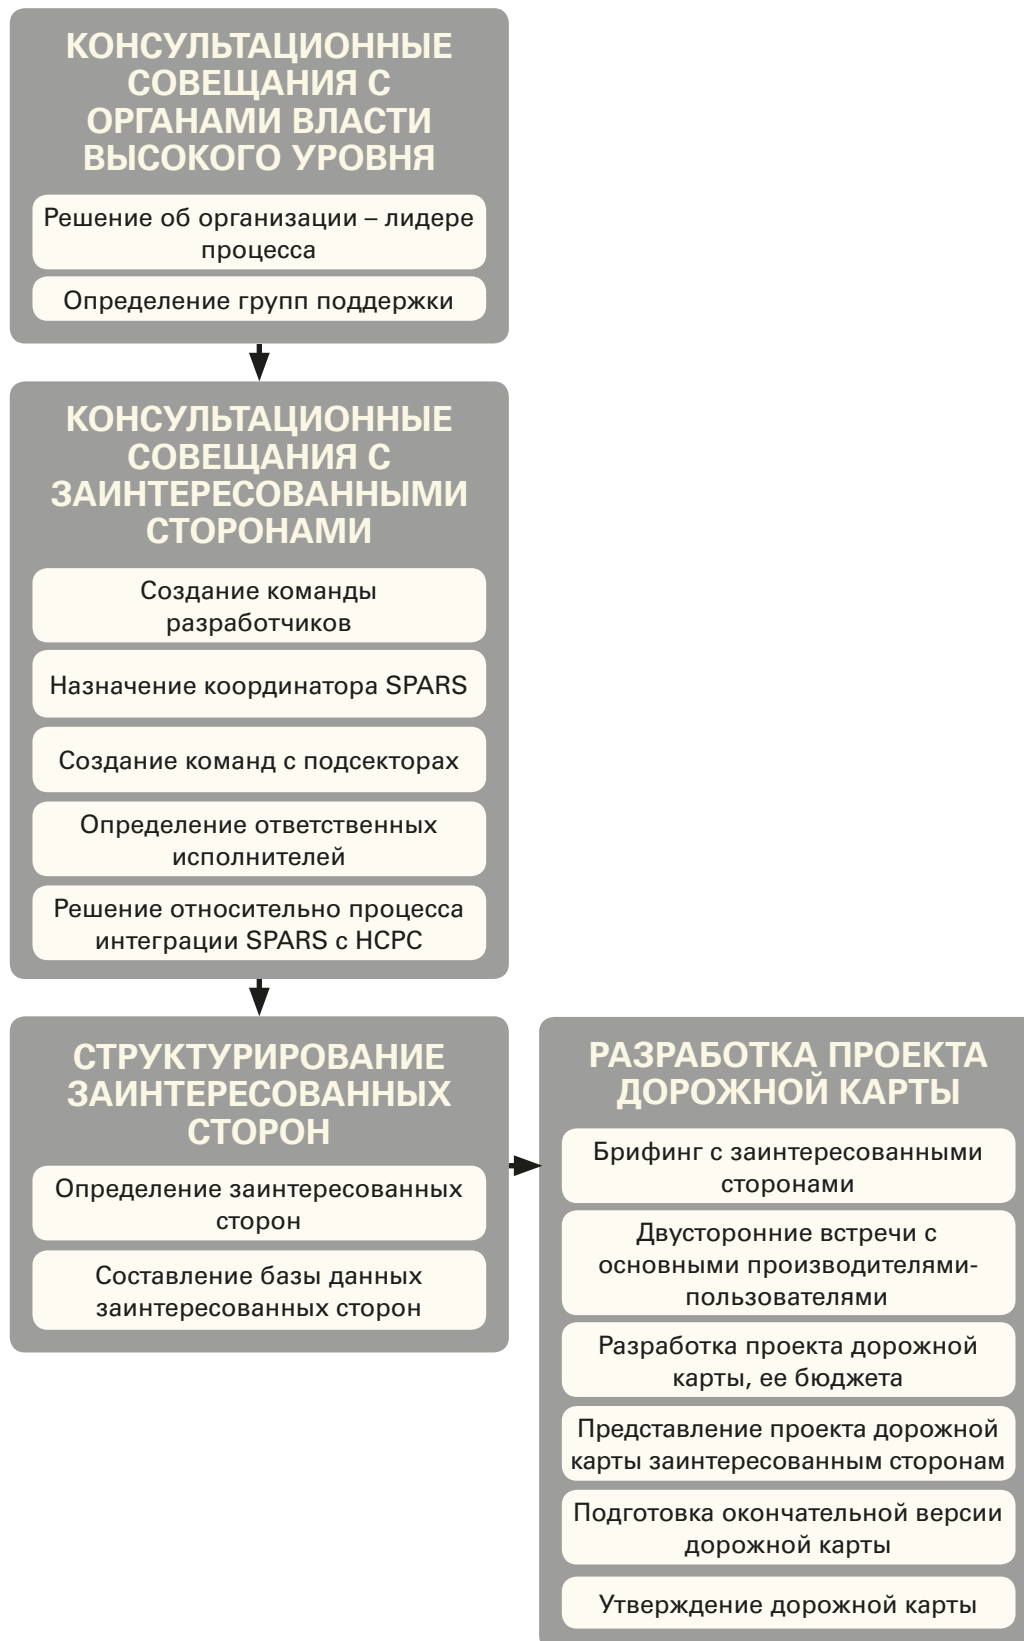 КОНСУЛЬТАЦИОННЫЕ
СОВЕЩАНИЯ С
ОРГАНАМИ ВЛАСТИ
ВЫСОКОГО УРОВНЯ
Решение об организации – лидере
процесса
Определение групп поддержки
КОНСУЛЬТАЦИОННЫЕ
СОВЕЩАНИЯ С
ЗАИНТЕРЕСОВАННЫМИ
СТОРОНАМИ
Создание команды
разработчиков
Назначение координатора SPARS
Создание команд с подсекторах
Определение ответственных
исполнителей
Решение относительно процесса
интеграции SPARS с НСРС
СТРУКТУРИРОВАНИЕ
ЗАИНТЕРЕСОВАННЫХ
СТОРОН
Определение заинтересованных
сторон
Составление базы данных
заинтересованных сторон
РАЗРАБОТКА ПРОЕКТА
ДОРОЖНОЙ КАРТЫ
Брифинг с заинтересованными
сторонами
Двусторонние встречи с
основными производителями-
пользователями
Разработка проекта дорожной
карты, ее бюджета
Представление проекта дорожной
карты заинтересованным сторонам
Подготовка окончательной версии
дорожной карты
Утверждение дорожной карты